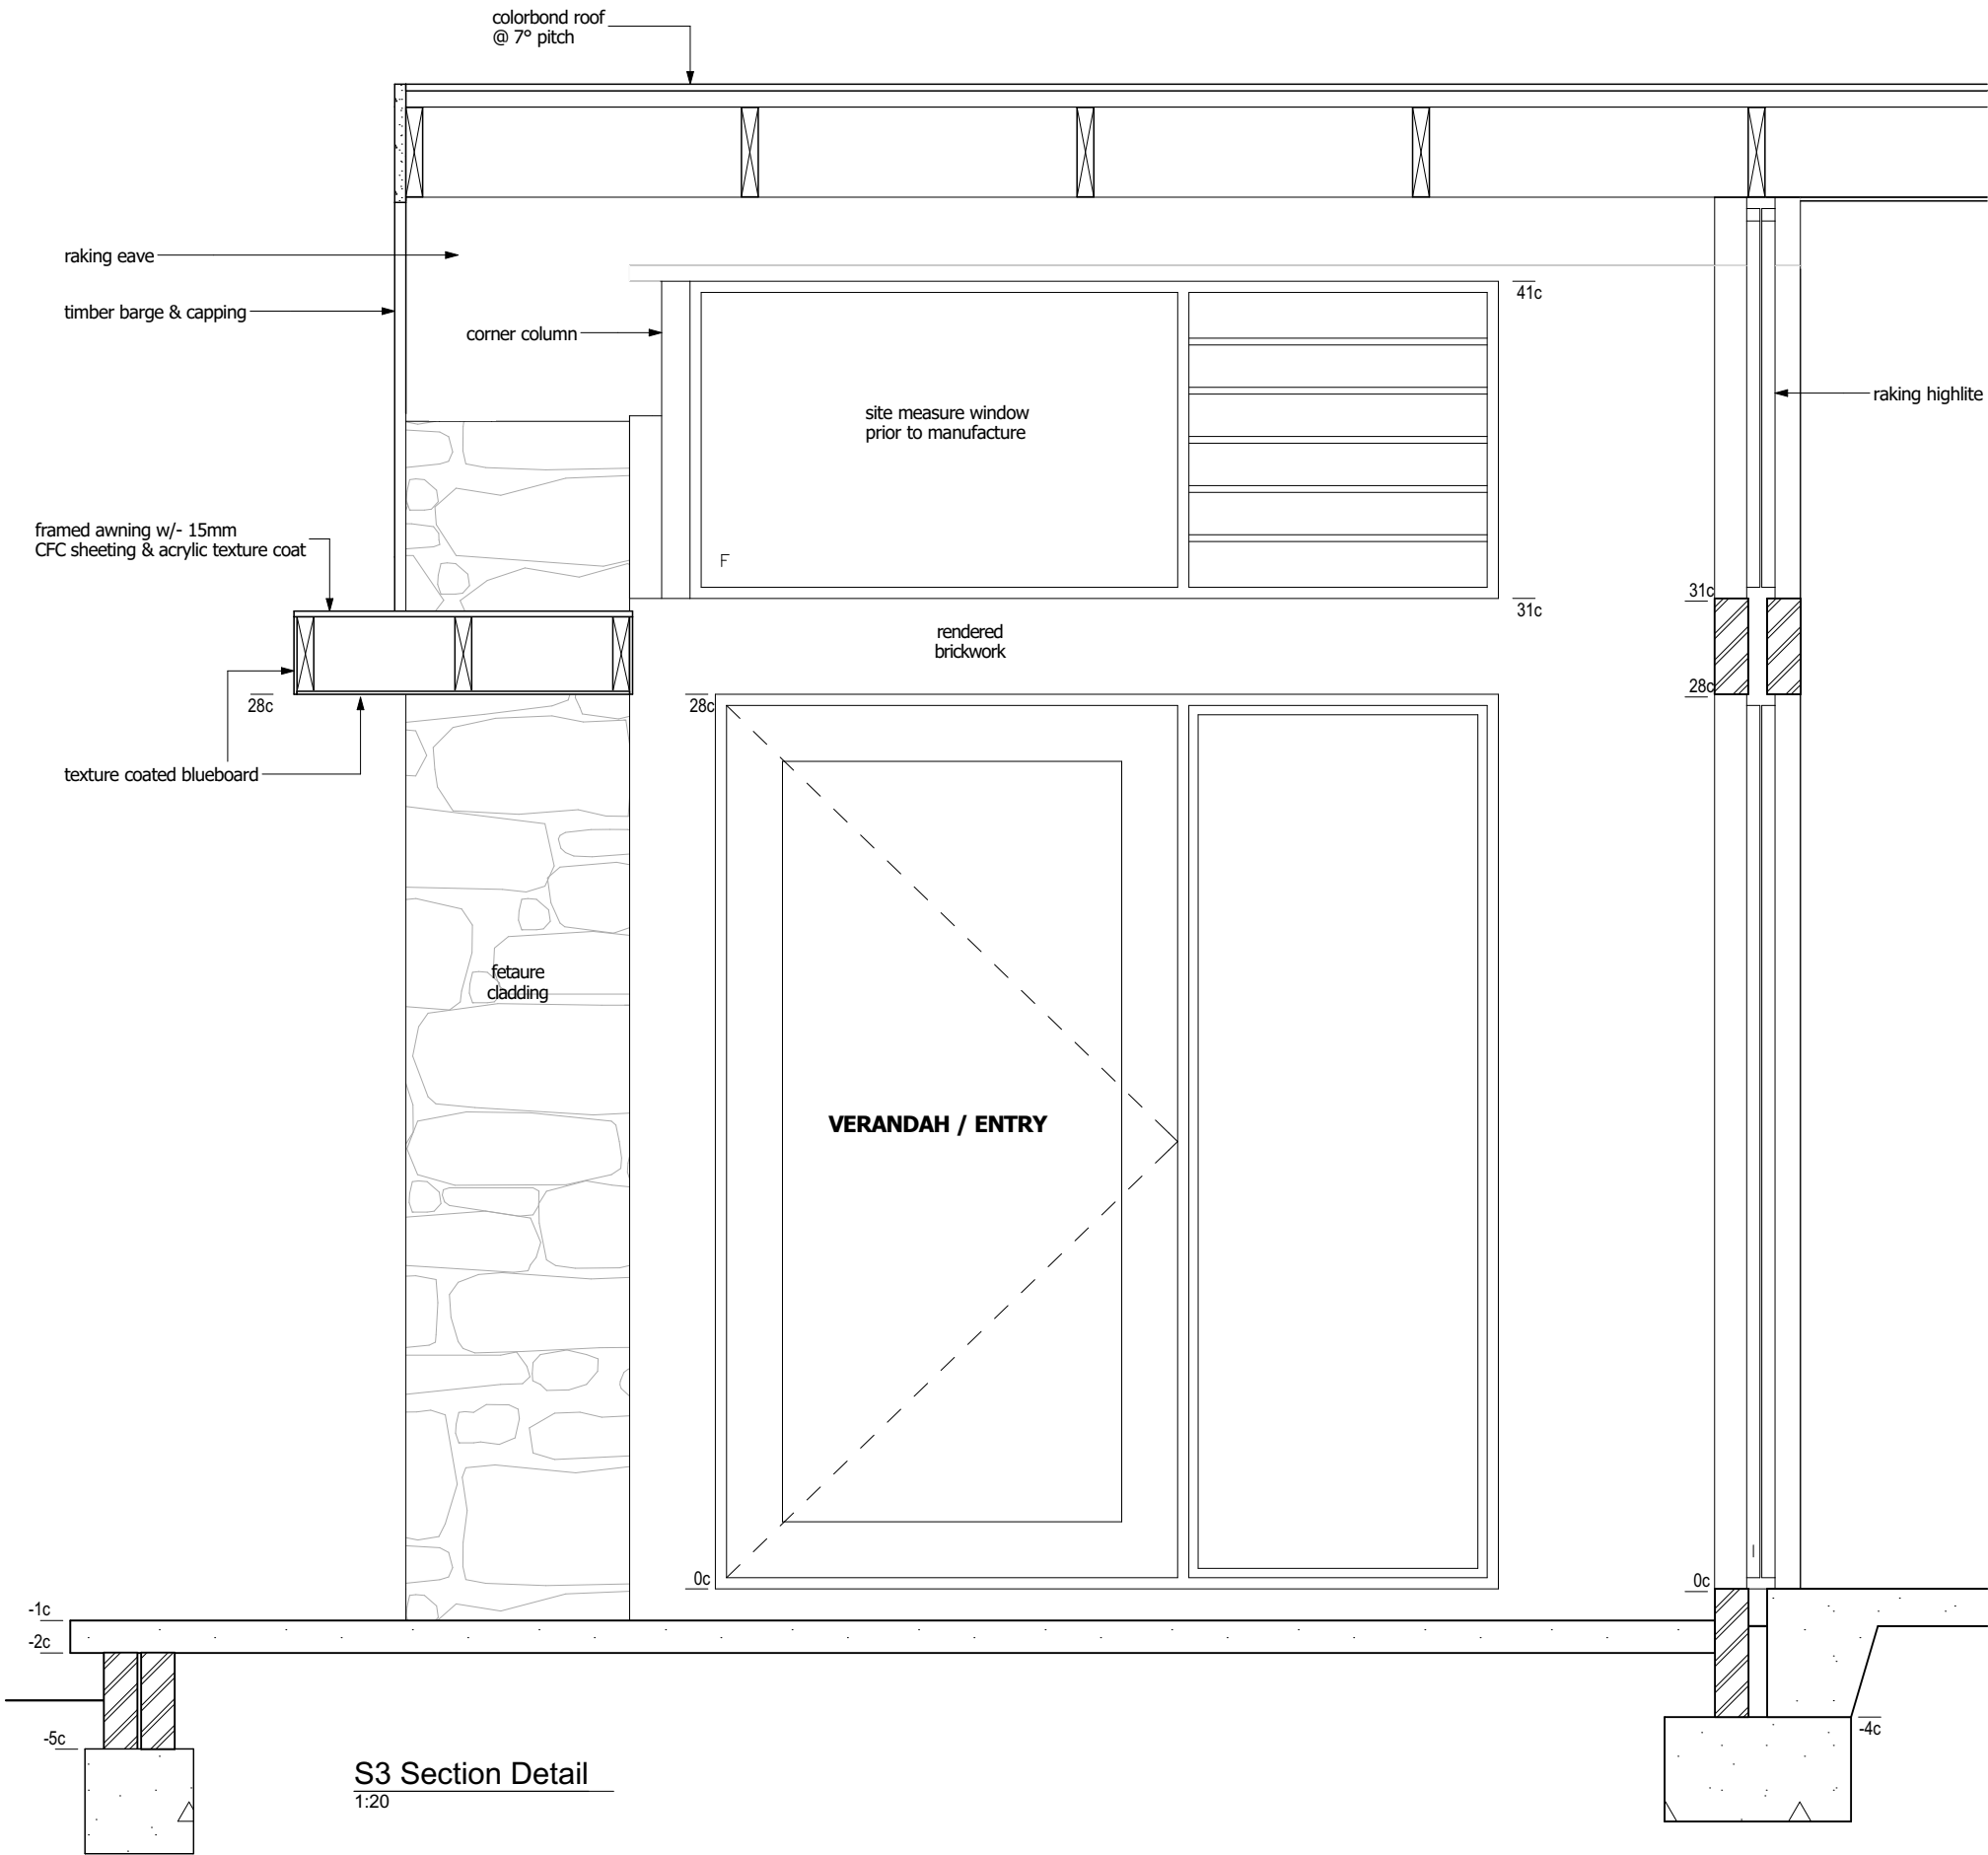 colorbond roof
@ 7° pitch
raking eave
timber barge & capping
corner column
41c
site measure window
prior to manufacture
raking highlite
framed awning w/- 15mm
CFC sheeting & acrylic texture coat
F
31c
31c
rendered
brickwork
28c
28c
28c
texture coated blueboard
fetaure
cladding
VERANDAH / ENTRY
0c
0c
-1c
-2c
-5c
-4c
S3 Section Detail
1:20